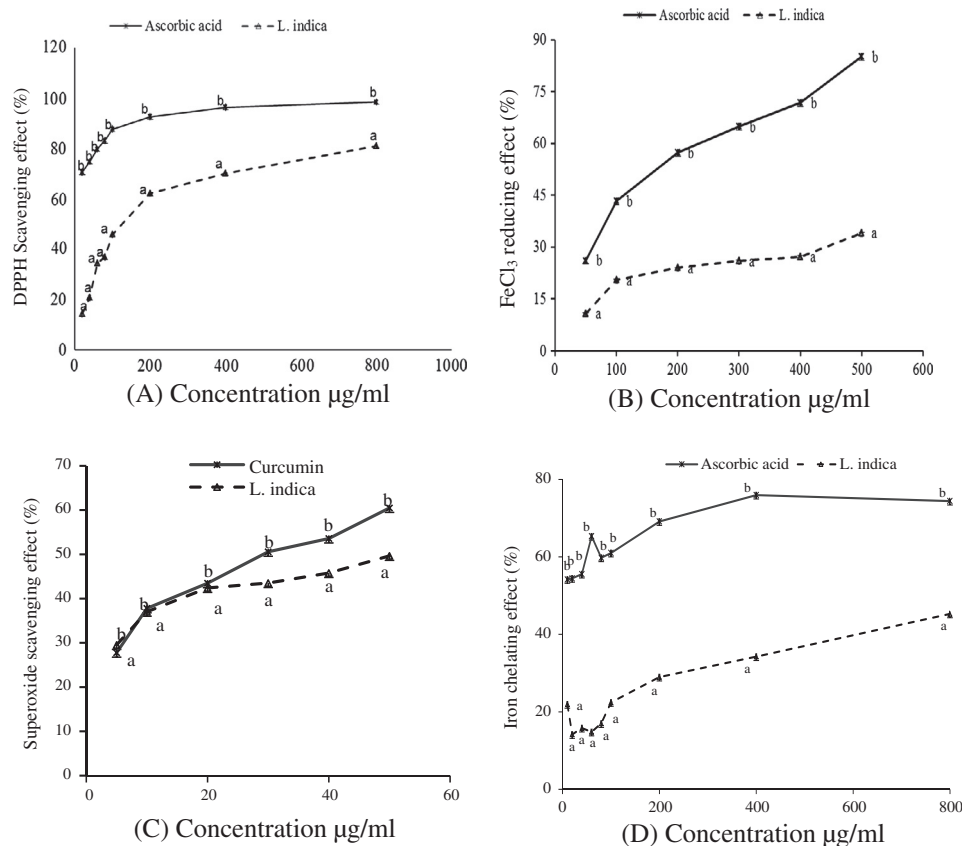 Ascorbic acid L. indica
120
100
80
60
40
20
0
DPPH Scavenging effect (%)
b b b b b b b b
a a a a a a a a
0 200 400 600 800 1000
(A) Concentration µg/ml
Ascorbic acid L. indica
90
75
60
45
30
15
0
FeCl3 reducing effect (%)
b b b b b b
a a a a a a
0 100 200 300 400 500 600
(B) Concentration µg/ml
Curcumin
L. indica
70
60
50
40
30
20
10
0
Superoxide scavenging effect (%)
b b b b b b
a a a a a a
0 20 40 60
(C) Concentration µg/ml
Ascorbic acid L. indica
80
60
40
20
0
Iron chelating effect (%)
b b b b b b b b b
a a a a a a a a a
0 200 400 600 800
(D) Concentration µg/ml